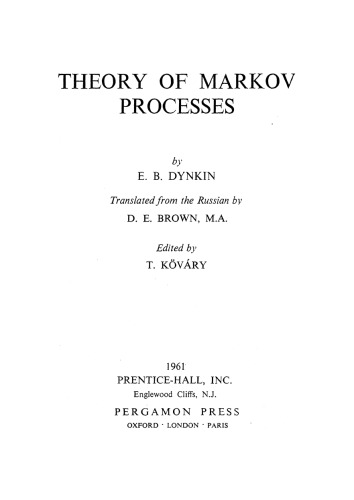 THEORY OF MARKOV
PROCESSES
by
E. B. DYNKIN
Translated from the Russian by
D. E. BROWN, M.A.
Edited by
T. KÖVÁRY
1961
PRENTICE-HALL, INC.
Englewood Cliffs, N.J.
PERGAMON PRESS
OXFORD · LONDON · PARIS